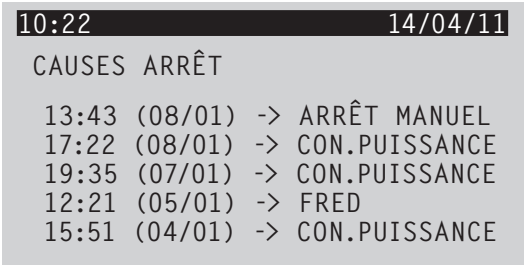 10:22 14/04/11
CAUSES ARRÊT
13:43 (08/01) -> ARRÊT MANUEL
17:22 (08/01) -> CON.PUISSANCE
19:35 (07/01) -> CON.PUISSANCE
12:21 (05/01) -> FRED
15:51 (04/01) -> CON.PUISSANCE